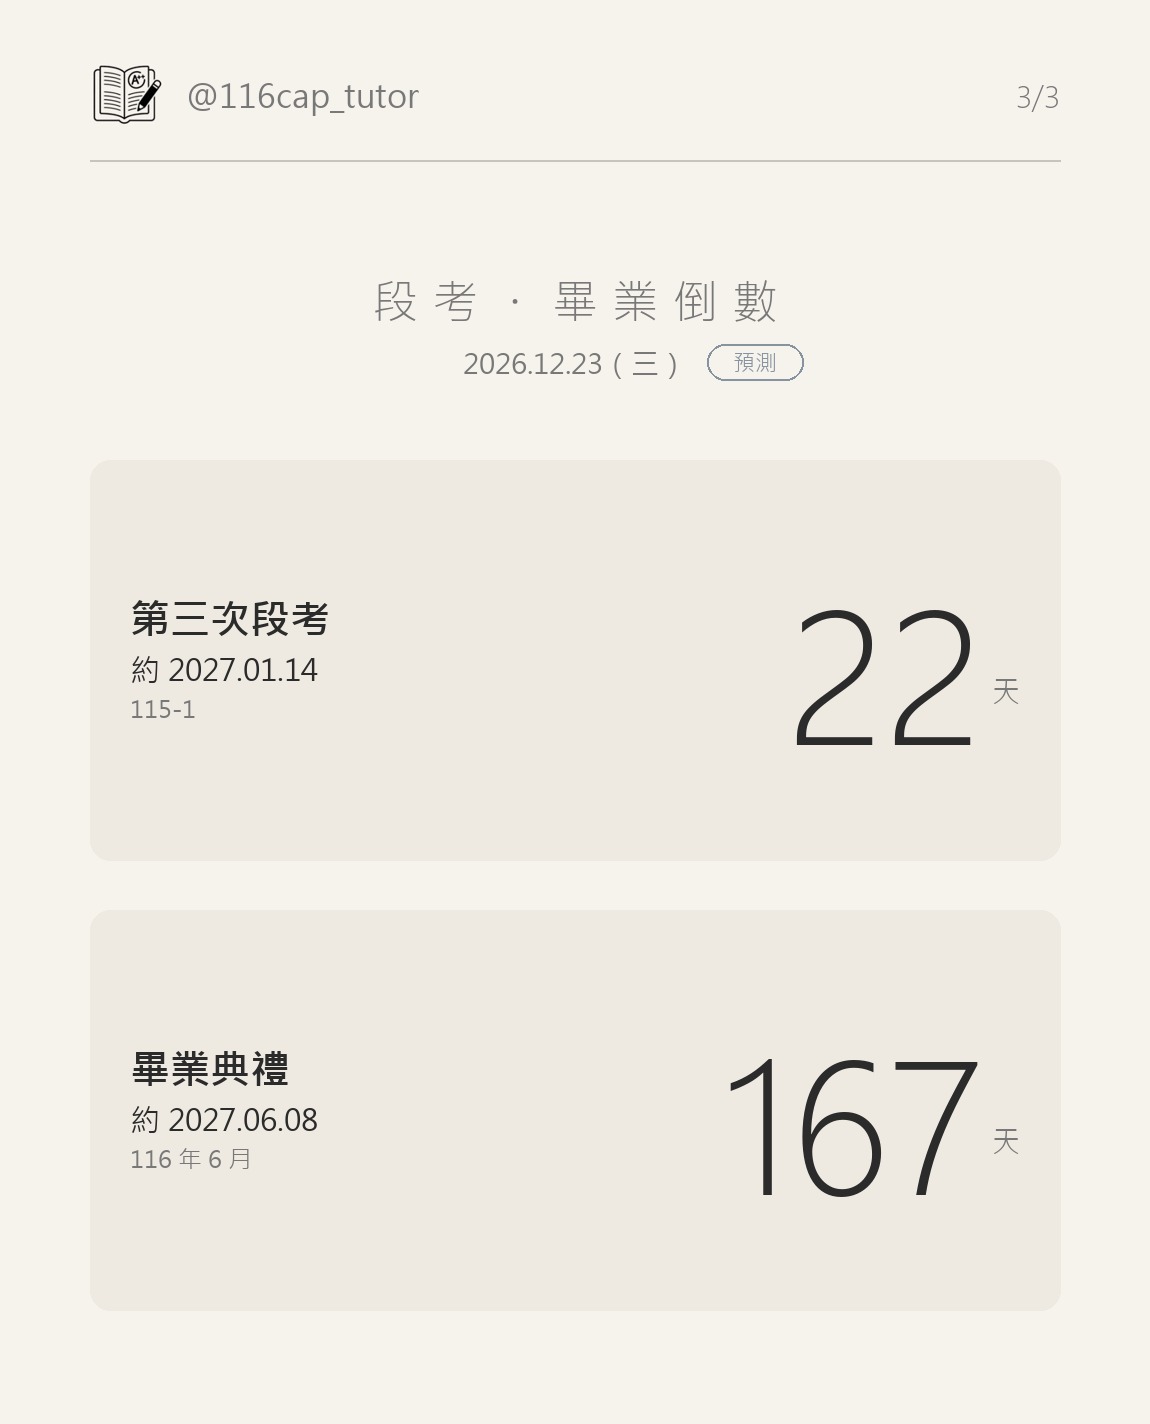 A++
@116cap_tutor
3/3
段考·畢業倒數
2026.12.23 (三) 預測
第三次段考
約 2027.01.14
115-1
22 天
畢業典禮
約 2027.06.08
116 年 6 月
167 天